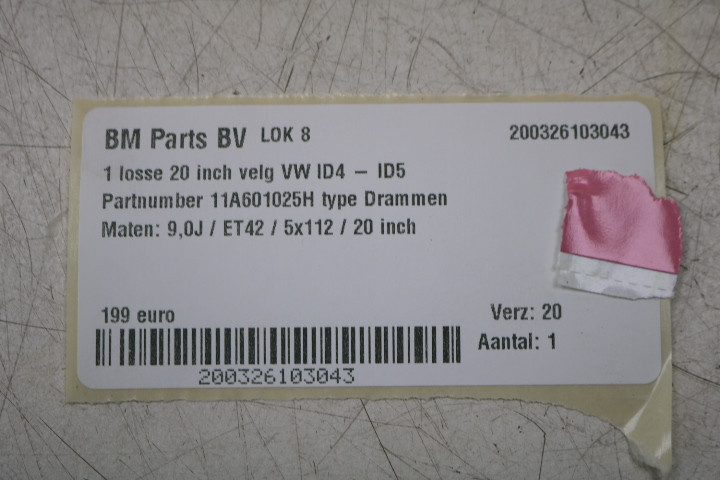 BM Parts BV LOK 8 200326103043
1 losse 20 inch velg VW ID4 – ID5
Partnumber 11A601025H type Drammen
Maten: 9,0J / ET42 / 5x112 / 20 inch
199 euro Verz: 20
Aantal: 1
200326103043